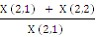 X (2,1) + X (2,2)
X (2,1)